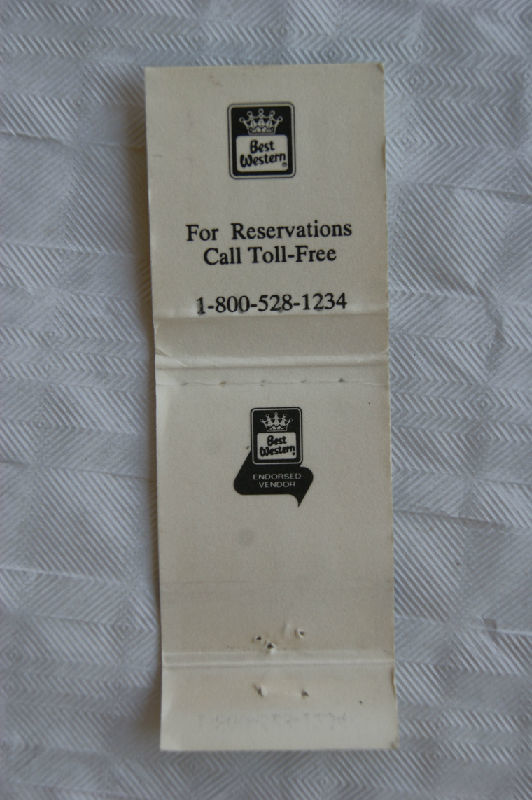 Best
Western®
For Reservations
Call Toll-Free
1-800-528-1234
Best
Western
ENDORSED
VENDOR